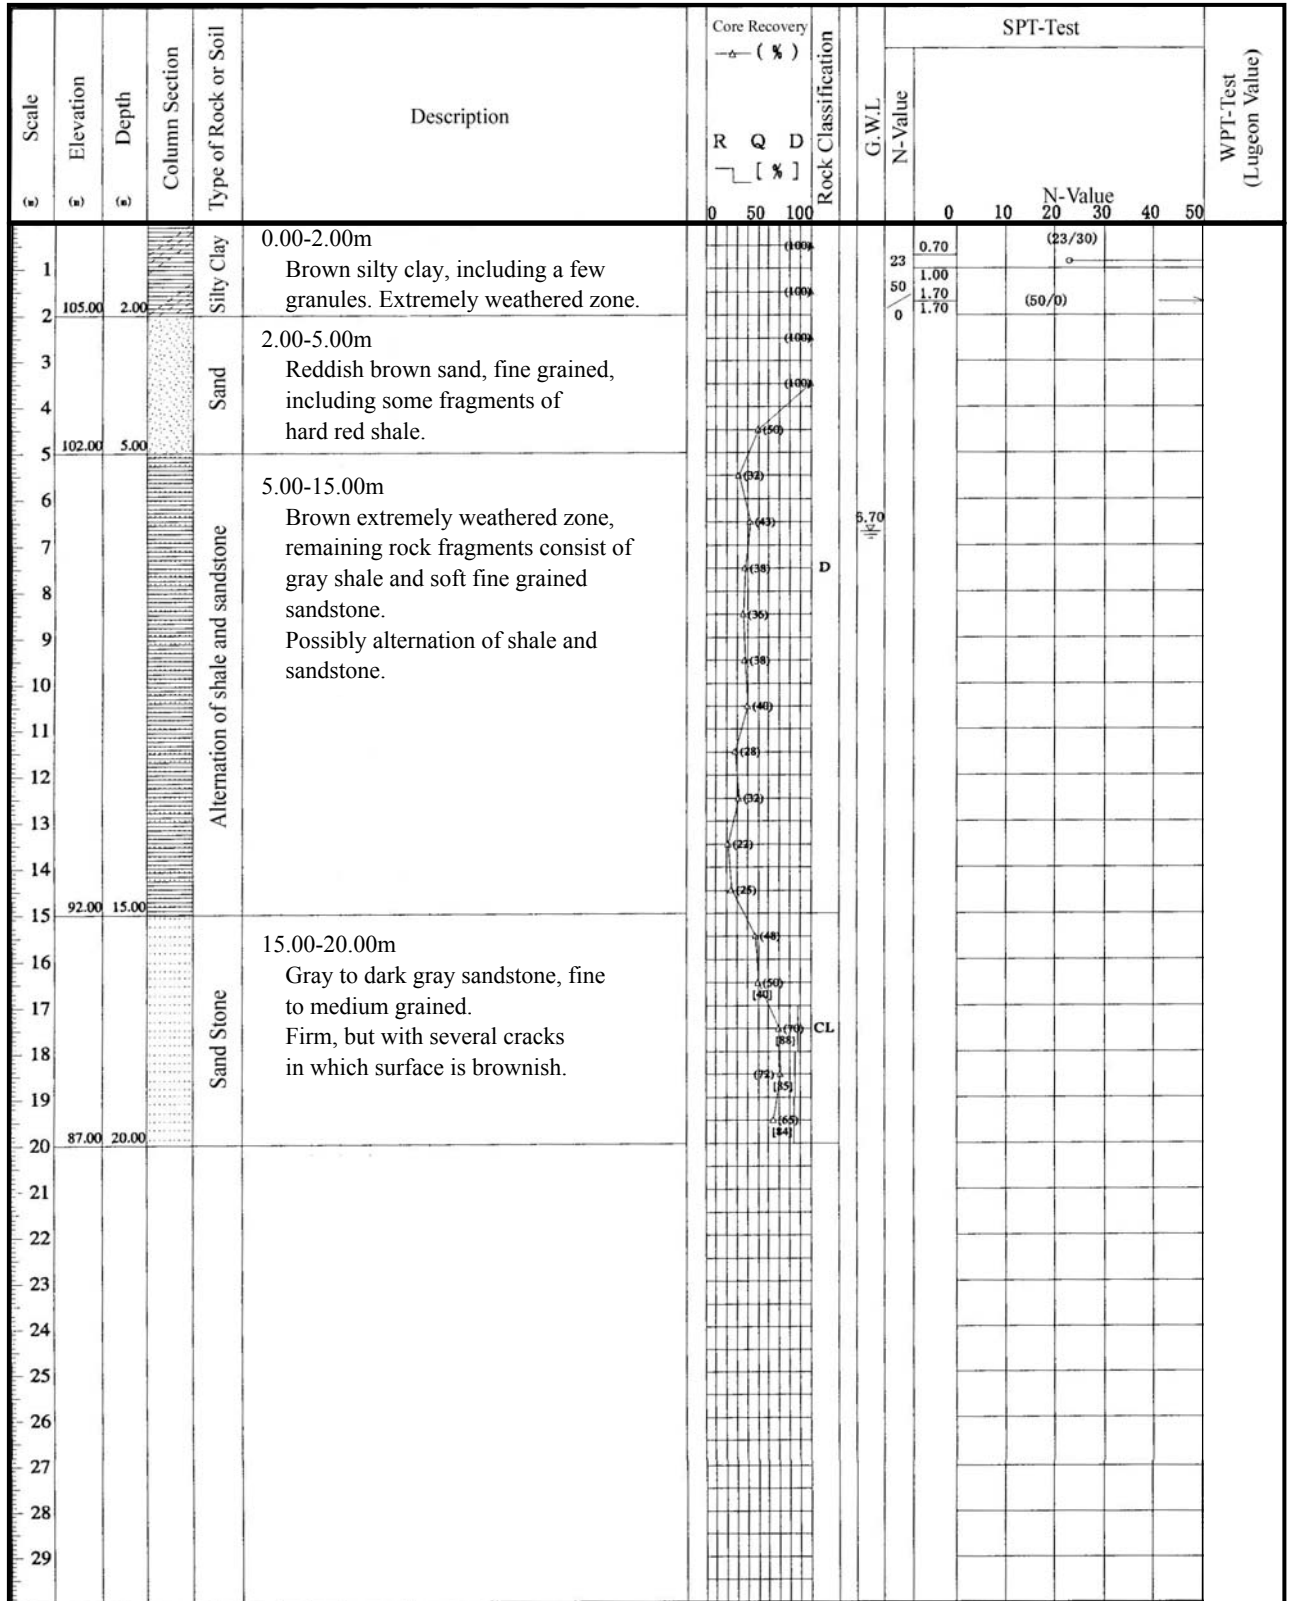 Scale
(m)
Elevation
(m)
Depth
(m)
Column Section
Type of Rock or Soil
Description
Core Recovery
( % )
R Q D
[ % ]
0 50 100
Rock Classification
G.W.L
SPT-Test
N-Value
N-Value
0 10 20 30 40 50
WPT-Test
(Lugeon Value)
0.00-2.00m
Brown silty clay, including a few
granules. Extremely weathered zone.
Silty Clay
105.00 2.00
(100)
(100)
23
50
0
0.70
1.00
1.70
1.70
(23/30)
(50/0)
2.00-5.00m
Reddish brown sand, fine grained,
including some fragments of
hard red shale.
Sand
102.00 5.00
(100)
(100)
(50)
5.00-15.00m
Brown extremely weathered zone,
remaining rock fragments consist of
gray shale and soft fine grained
sandstone.
Possibly alternation of shale and
sandstone.
Alternation of shale and sandstone
92.00 15.00
(32)
(43)
(38)
(36)
(38)
(40)
(28)
(32)
(22)
(25)
D
15.00-20.00m
Gray to dark gray sandstone, fine
to medium grained.
Firm, but with several cracks
in which surface is brownish.
Sand Stone
87.00 20.00
(48)
(50)
[40]
(70)
[88]
(72)
(65)
[84]
CL
1
2
3
4
5
6
7
8
9
10
11
12
13
14
15
16
17
18
19
20
21
22
23
24
25
26
27
28
29